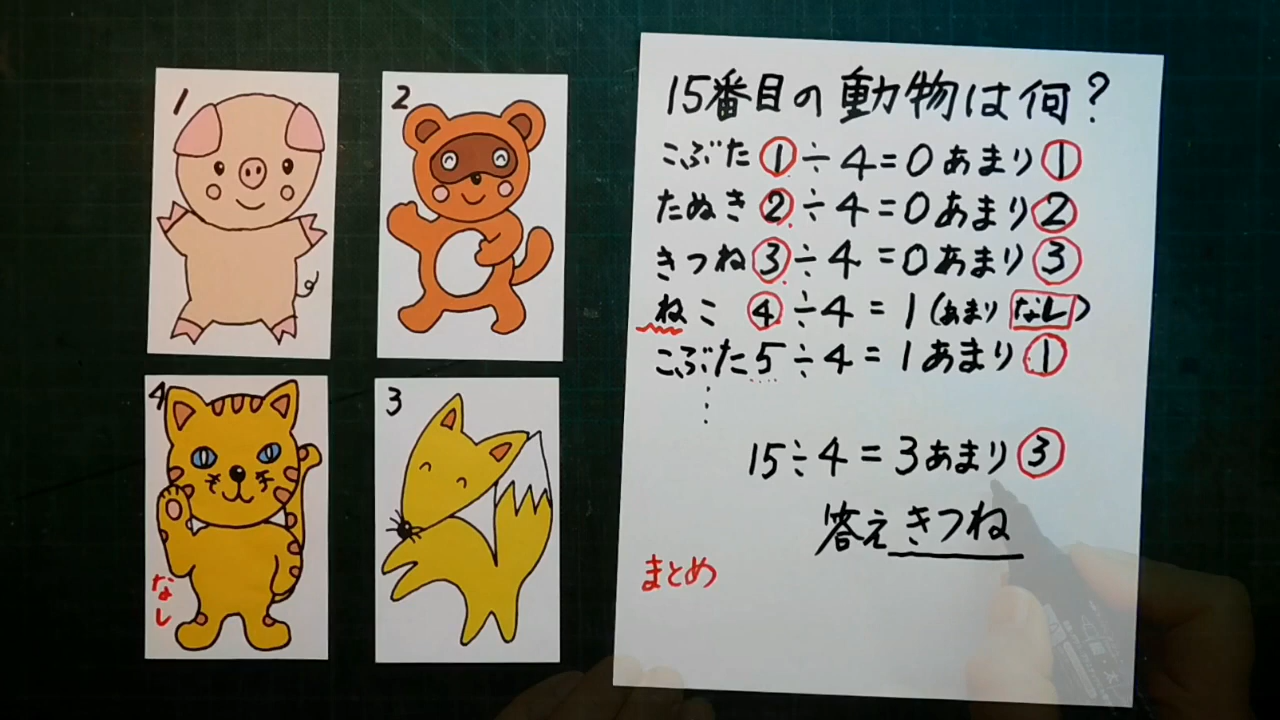 1
2
4
なし
3
15番目の動物は何?
こぶた ①÷4=0あまり①
たぬき ②÷4=0あまり②
きつね ③÷4=0あまり③
ねこ ④÷4=1(あまりなし)
こぶた 5÷4=1あまり①
⋮
15÷4=3あまり③
答え きつね
まとめ